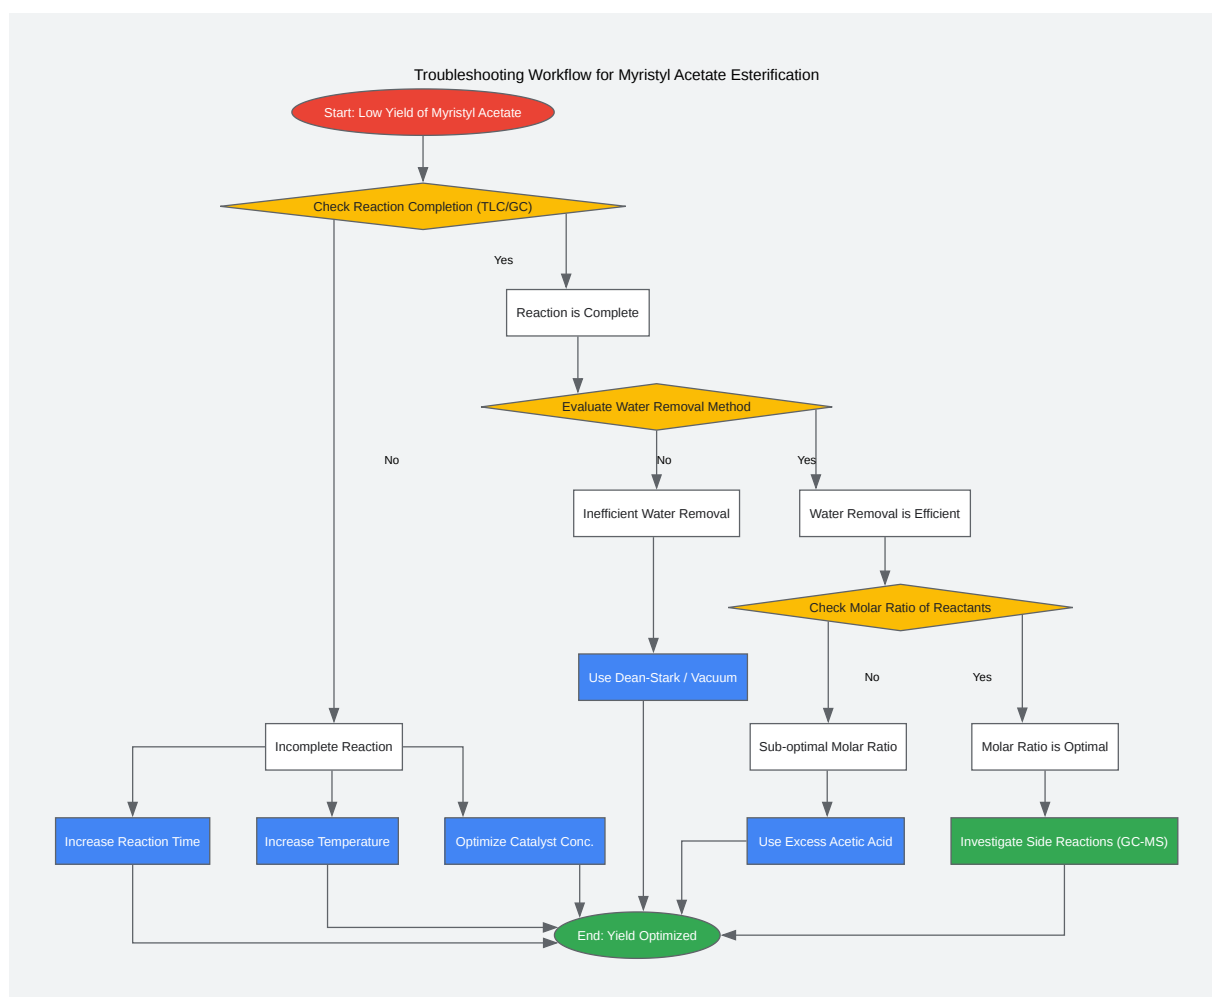 Troubleshooting Workflow for Myristyl Acetate Esterification
Start: Low Yield of Myristyl Acetate
Check Reaction Completion (TLC/GC)
Yes
Reaction is Complete
Evaluate Water Removal Method
No
No
Yes
Inefficient Water Removal
Water Removal is Efficient
Check Molar Ratio of Reactants
Use Dean-Stark / Vacuum
No
Yes
Incomplete Reaction
Sub-optimal Molar Ratio
Molar Ratio is Optimal
Increase Reaction Time
Increase Temperature
Optimize Catalyst Conc.
Use Excess Acetic Acid
Investigate Side Reactions (GC-MS)
End: Yield Optimized